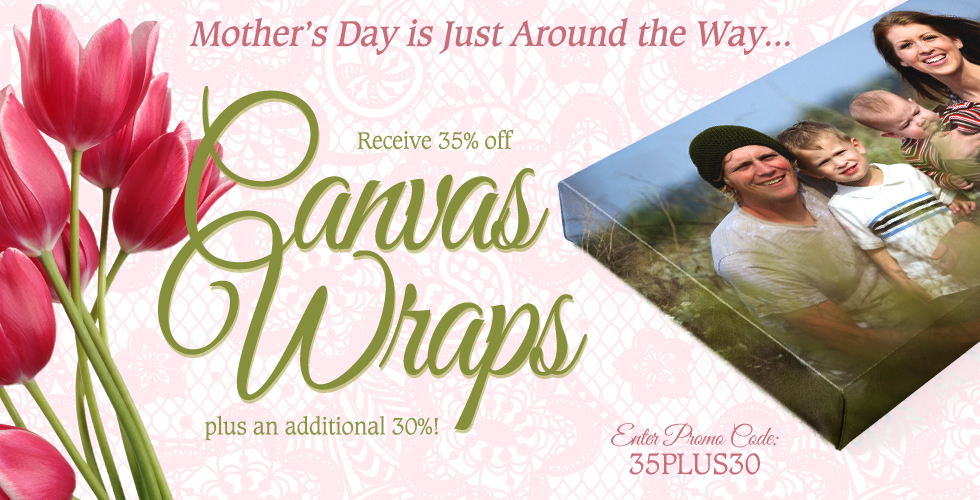 Mother's Day is Just Around the Way...
Receive 35% off
Canvas
Wraps
plus an additional 30%!
Enter Promo Code:
35PLUS30